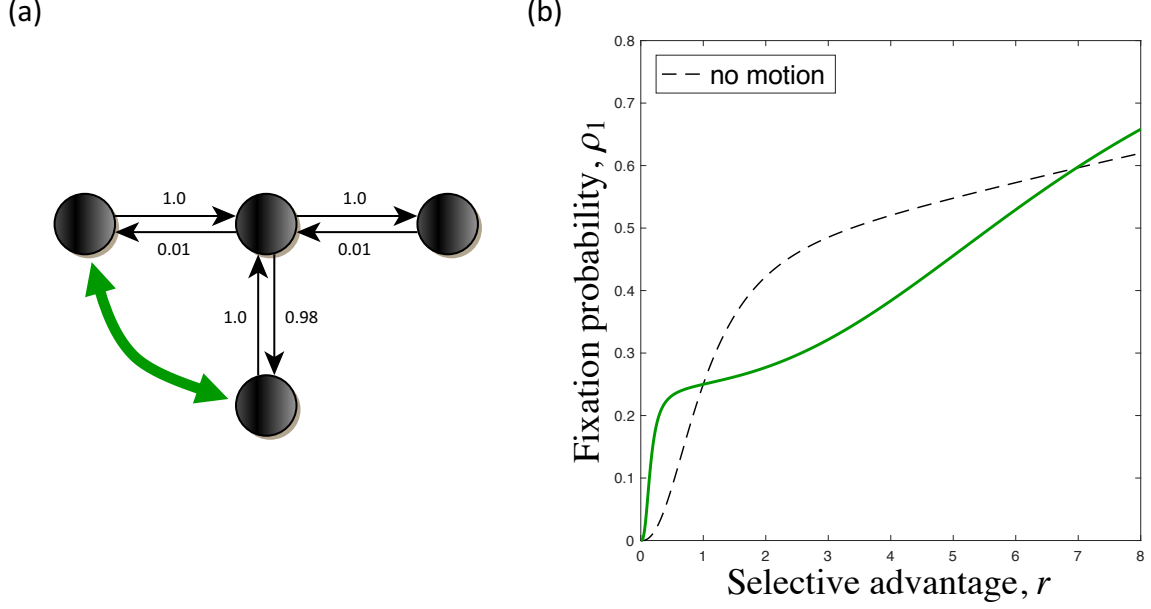 (a)
(b)
1.0
1.0
0.01
0.01
1.0
0.98
no motion
Fixation probability, ρ1
0.8
0.7
0.6
0.5
0.4
0.3
0.2
0.1
0
0 1 2 3 4 5 6 7 8
Selective advantage, r